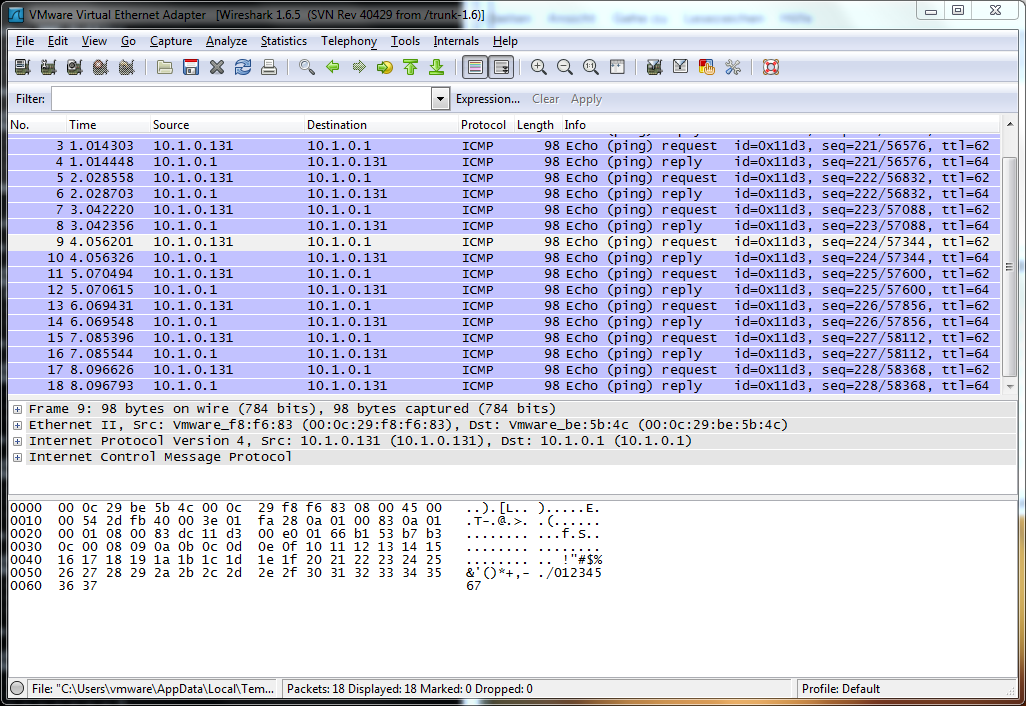 VMware Virtual Ethernet Adapter [Wireshark 1.6.5 (SVN Rev 40429 from /trunk-1.6)]
File Edit View Go Capture Analyze Statistics Telephony Tools Internals Help
Filter: Expression... Clear Apply
No. Time Source Destination Protocol Length Info
3 1.014303 10.1.0.131 10.1.0.1 ICMP 98 Echo (ping) request id=0x11d3, seq=221/56576, ttl=62
4 1.014448 10.1.0.1 10.1.0.131 ICMP 98 Echo (ping) reply id=0x11d3, seq=221/56576, ttl=64
5 2.028558 10.1.0.131 10.1.0.1 ICMP 98 Echo (ping) request id=0x11d3, seq=222/56832, ttl=62
6 2.028703 10.1.0.1 10.1.0.131 ICMP 98 Echo (ping) reply id=0x11d3, seq=222/56832, ttl=64
7 3.042220 10.1.0.131 10.1.0.1 ICMP 98 Echo (ping) request id=0x11d3, seq=223/57088, ttl=62
8 3.042356 10.1.0.1 10.1.0.131 ICMP 98 Echo (ping) reply id=0x11d3, seq=223/57088, ttl=64
9 4.056201 10.1.0.131 10.1.0.1 ICMP 98 Echo (ping) request id=0x11d3, seq=224/57344, ttl=62
10 4.056326 10.1.0.1 10.1.0.131 ICMP 98 Echo (ping) reply id=0x11d3, seq=224/57344, ttl=64
11 5.070494 10.1.0.131 10.1.0.1 ICMP 98 Echo (ping) request id=0x11d3, seq=225/57600, ttl=62
12 5.070615 10.1.0.1 10.1.0.131 ICMP 98 Echo (ping) reply id=0x11d3, seq=225/57600, ttl=64
13 6.069431 10.1.0.131 10.1.0.1 ICMP 98 Echo (ping) request id=0x11d3, seq=226/57856, ttl=62
14 6.069548 10.1.0.1 10.1.0.131 ICMP 98 Echo (ping) reply id=0x11d3, seq=226/57856, ttl=64
15 7.085396 10.1.0.131 10.1.0.1 ICMP 98 Echo (ping) request id=0x11d3, seq=227/58112, ttl=62
16 7.085544 10.1.0.1 10.1.0.131 ICMP 98 Echo (ping) reply id=0x11d3, seq=227/58112, ttl=64
17 8.096626 10.1.0.131 10.1.0.1 ICMP 98 Echo (ping) request id=0x11d3, seq=228/58368, ttl=62
18 8.096793 10.1.0.1 10.1.0.131 ICMP 98 Echo (ping) reply id=0x11d3, seq=228/58368, ttl=64
Frame 9: 98 bytes on wire (784 bits), 98 bytes captured (784 bits)
Ethernet II, Src: Vmware_f8:f6:83 (00:0c:29:f8:f6:83), Dst: Vmware_be:5b:4c (00:0c:29:be:5b:4c)
Internet Protocol Version 4, Src: 10.1.0.131 (10.1.0.131), Dst: 10.1.0.1 (10.1.0.1)
Internet Control Message Protocol
0000 00 0c 29 be 5b 4c 00 0c 29 f8 f6 83 08 00 45 00 ..).[L.. ).....E.
0010 00 54 2d fb 40 00 3e 01 fa 28 0a 01 00 83 0a 01 .T-.@.>. .(......
0020 00 01 08 00 83 dc 11 d3 00 e0 01 66 b1 53 b7 b3 ........ ...f.S..
0030 0c 00 08 09 0a 0b 0c 0d 0e 0f 10 11 12 13 14 15 ........ ........
0040 16 17 18 19 1a 1b 1c 1d 1e 1f 20 21 22 23 24 25 ........ .. !"#$%
0050 26 27 28 29 2a 2b 2c 2d 2e 2f 30 31 32 33 34 35 &'()*+,- ./012345
0060 36 37 67
File: "C:\Users\vmware\AppData\Local\Tem... Packets: 18 Displayed: 18 Marked: 0 Dropped: 0 Profile: Default